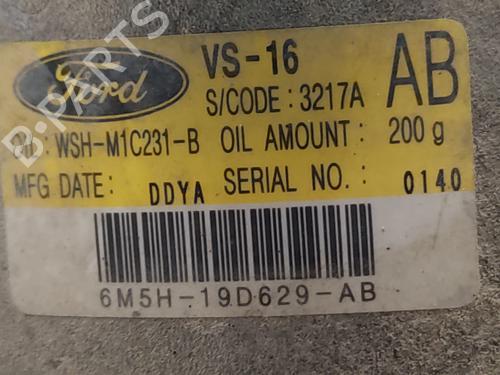 Ford
VS-16
AB
S/CODE : 3217A
: WSH-M1C231-B OIL AMOUNT : 200 g
MFG DATE : DDYA SERIAL NO. : 0140
6M5H-19D629-AB
B-PARTS